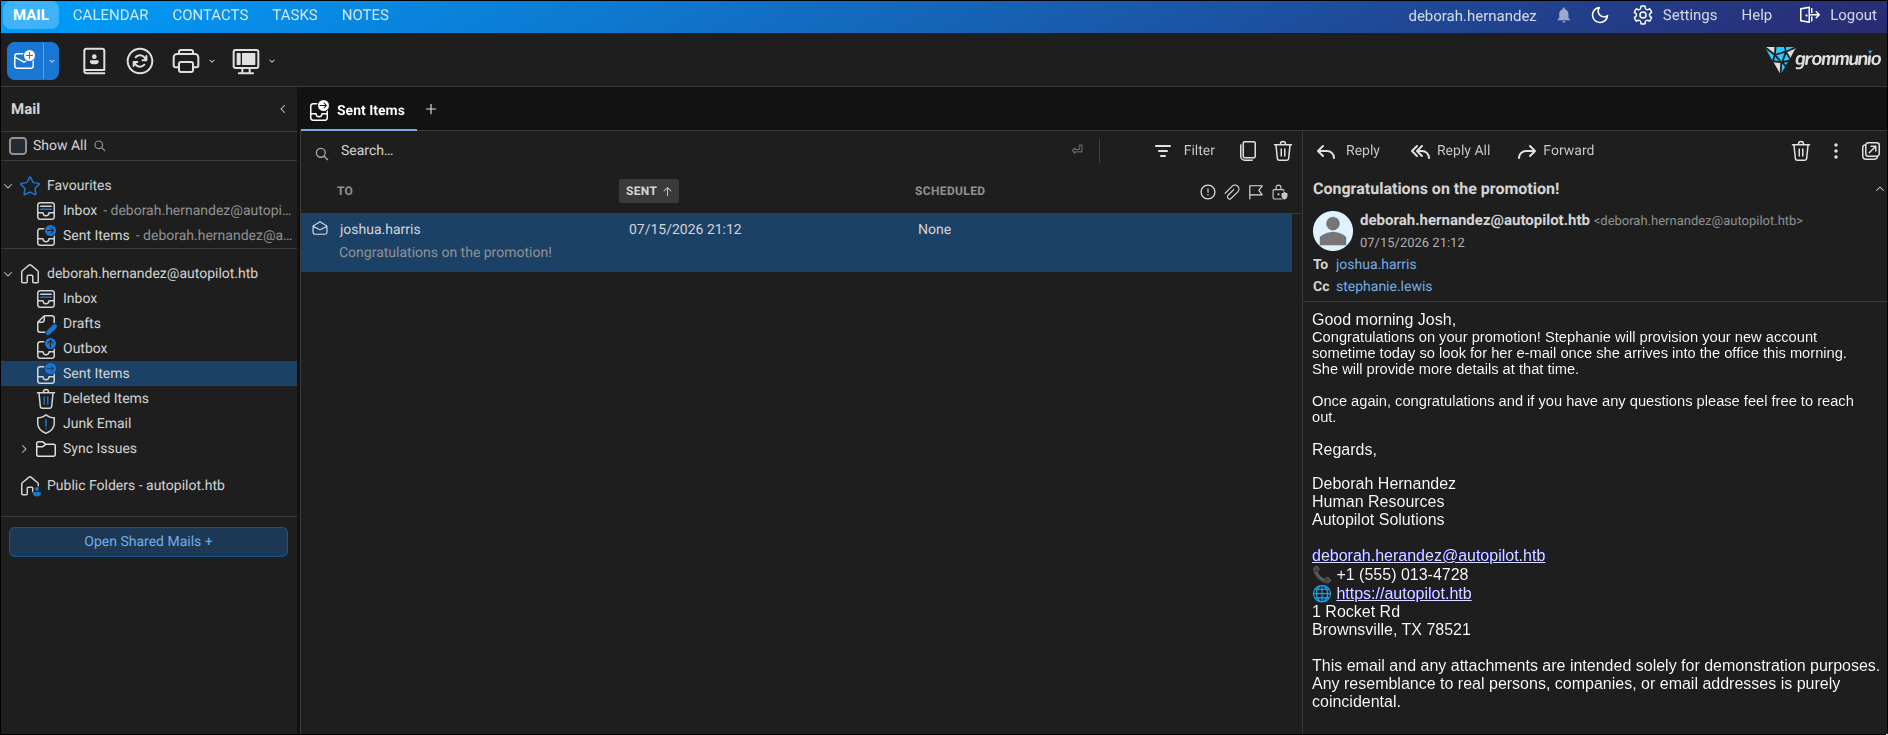 MAIL CALENDAR CONTACTS TASKS NOTES deborah.hernandez Settings Help Logout
grommunio
Mail
Show All
Favourites
Inbox - deborah.hernandez@autopi...
Sent Items - deborah.hernandez@a...
deborah.hernandez@autopilot.htb
Inbox
Drafts
Outbox
Sent Items
Deleted Items
Junk Email
Sync Issues
Public Folders - autopilot.htb
Open Shared Mails +
Sent Items +
Search...
Filter
TO SENT SCHEDULED
joshua.harris 07/15/2026 21:12 None
Congratulations on the promotion!
Reply Reply All Forward
Congratulations on the promotion!
deborah.hernandez@autopilot.htb <deborah.hernandez@autopilot.htb>
07/15/2026 21:12
To joshua.harris
Cc stephanie.lewis
Good morning Josh,
Congratulations on your promotion! Stephanie will provision your new account
sometime today so look for her e-mail once she arrives into the office this morning.
She will provide more details at that time.
Once again, congratulations and if you have any questions please feel free to reach
out.
Regards,
Deborah Hernandez
Human Resources
Autopilot Solutions
deborah.herandez@autopilot.htb
📞 +1 (555) 013-4728
🌐 https://autopilot.htb
1 Rocket Rd
Brownsville, TX 78521
This email and any attachments are intended solely for demonstration purposes.
Any resemblance to real persons, companies, or email addresses is purely
coincidental.